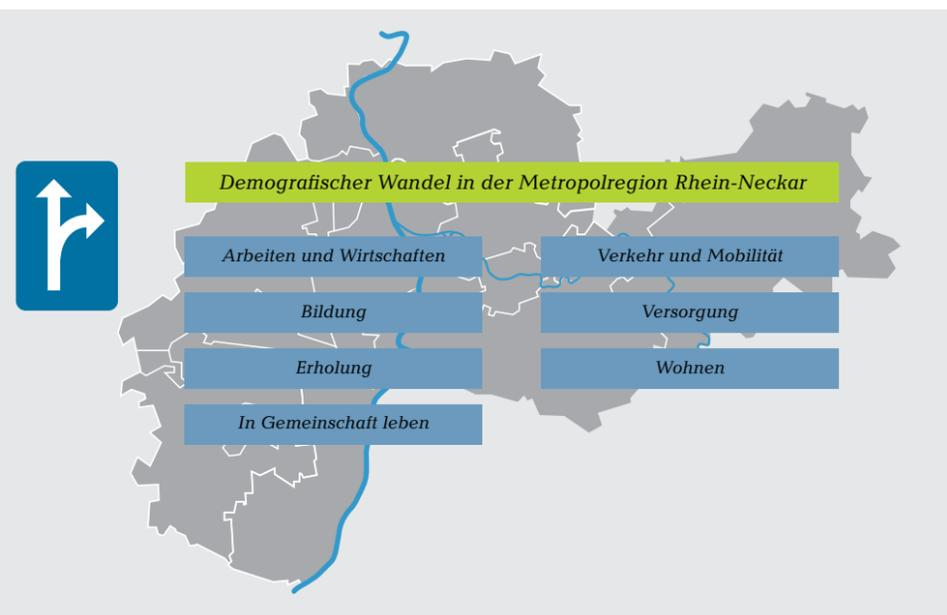 Demografischer Wandel in der Metropolregion Rhein-Neckar
Arbeiten und Wirtschaften
Bildung
Erholung
In Gemeinschaft leben
Verkehr und Mobilität
Versorgung
Wohnen